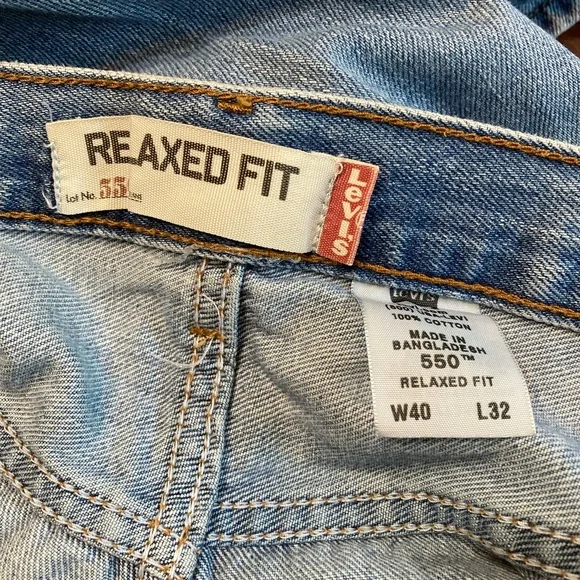 REAXED FIT
Lot No. 55
Levi's
LEVI'S
100% COTTON
MADE IN
BANGLADESH
550™
RELAXED FIT
W40 L32